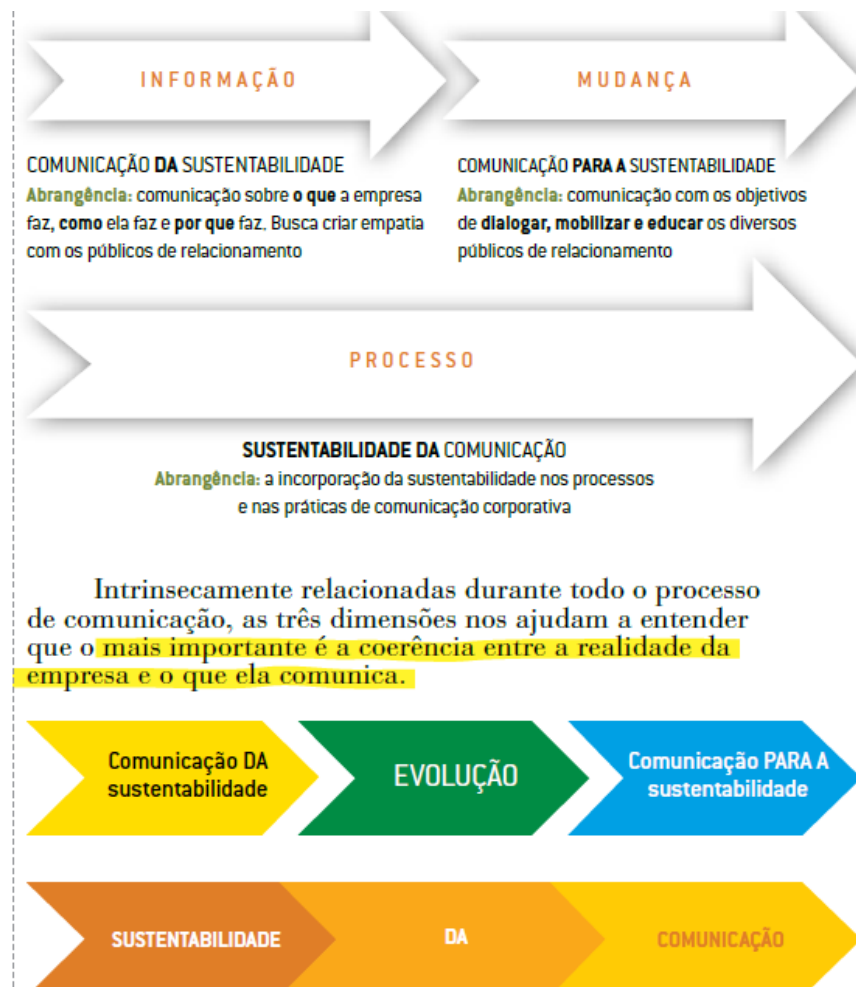 INFORMAÇÃO
MUDANÇA
COMUNICAÇÃO DA SUSTENTABILIDADE
Abrangência: comunicação sobre o que a empresa
faz, como ela faz e por que faz. Busca criar empatia
com os públicos de relacionamento
COMUNICAÇÃO PARA A SUSTENTABILIDADE
Abrangência: comunicação com os objetivos
de dialogar, mobilizar e educar os diversos
públicos de relacionamento
PROCESSO
SUSTENTABILIDADE DA COMUNICAÇÃO
Abrangência: a incorporação da sustentabilidade nos processos
e nas práticas de comunicação corporativa
Intrinsecamente relacionadas durante todo o processo
de comunicação, as três dimensões nos ajudam a entender
que o mais importante é a coerência entre a realidade da
empresa e o que ela comunica.
Comunicação DA
sustentabilidade
EVOLUÇÃO
Comunicação PARA A
sustentabilidade
SUSTENTABILIDADE
DA
COMUNICAÇÃO